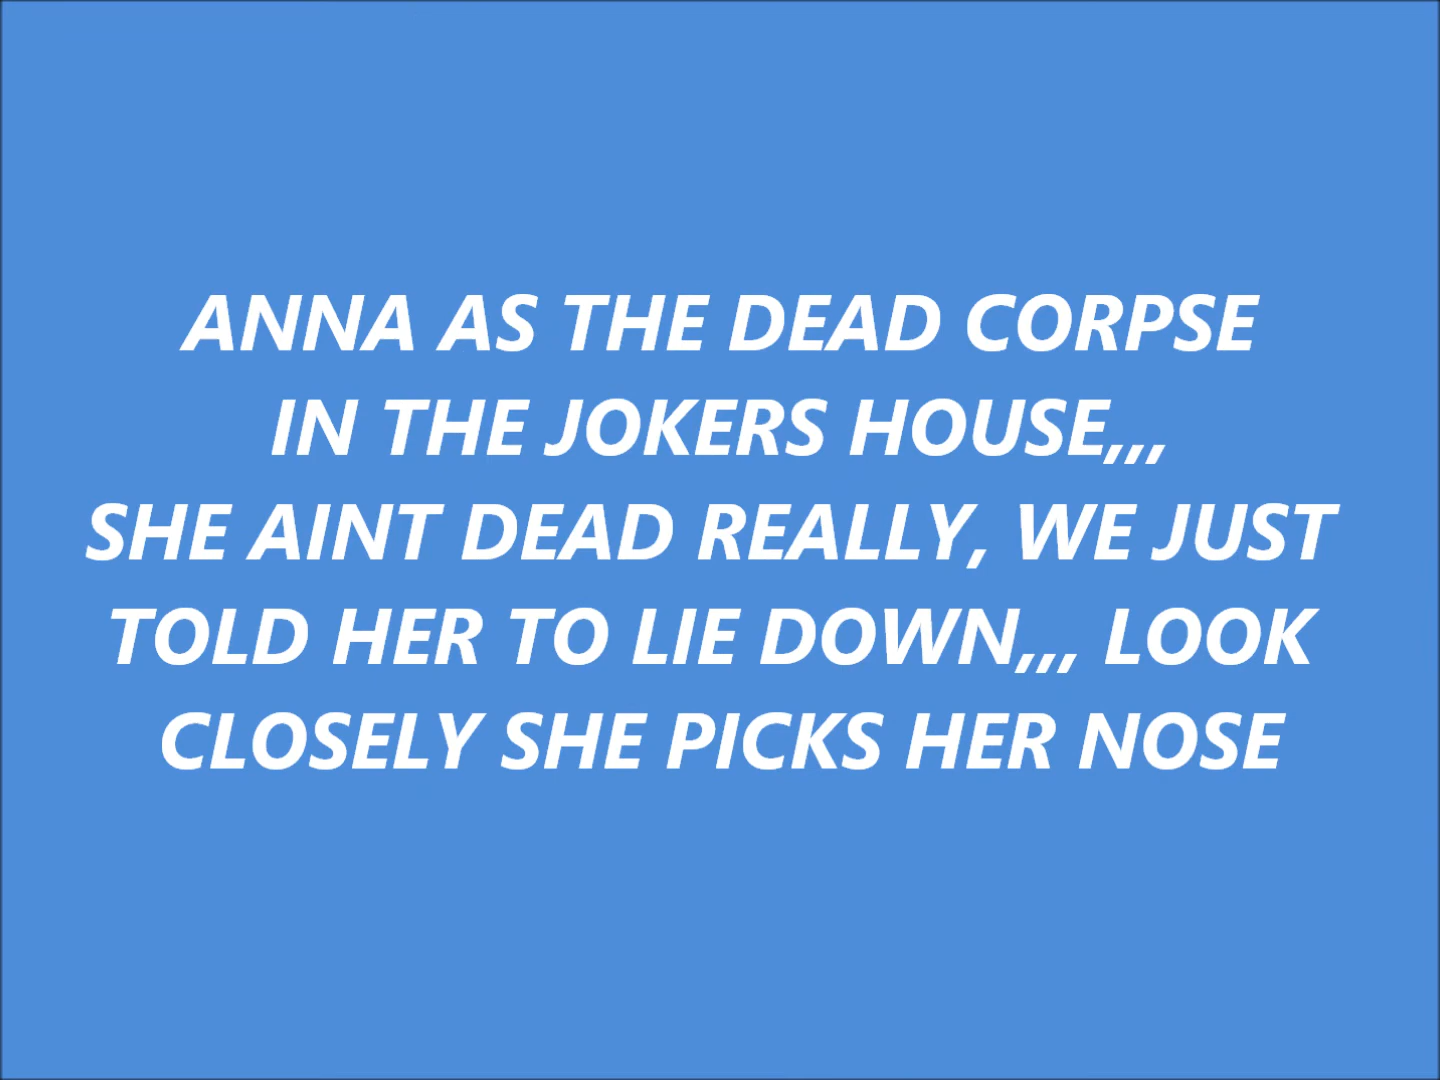 ANNA AS THE DEAD CORPSE
IN THE JOKERS HOUSE,,,
SHE AINT DEAD REALLY, WE JUST
TOLD HER TO LIE DOWN,,, LOOK
CLOSELY SHE PICKS HER NOSE